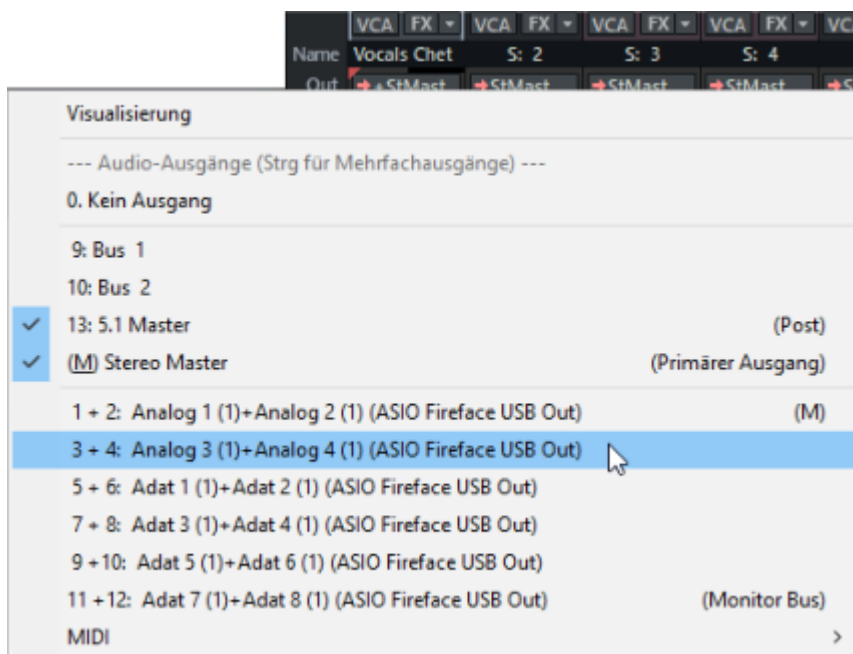 VCA FX VCA FX VCA FX VCA FX VC
Name Vocals Chet S: 2 S: 3 S: 4
Out +StMast StMast StMast StMast S
Visualisierung
--- Audio-Ausgänge (Strg für Mehrfachausgänge) ---
0. Kein Ausgang
9: Bus 1
10: Bus 2
13: 5.1 Master (Post)
(M) Stereo Master (Primärer Ausgang)
1 + 2: Analog 1 (1)+Analog 2 (1) (ASIO Fireface USB Out) (M)
3 + 4: Analog 3 (1)+Analog 4 (1) (ASIO Fireface USB Out)
5 + 6: Adat 1 (1)+Adat 2 (1) (ASIO Fireface USB Out)
7 + 8: Adat 3 (1)+Adat 4 (1) (ASIO Fireface USB Out)
9 +10: Adat 5 (1)+Adat 6 (1) (ASIO Fireface USB Out)
11 +12: Adat 7 (1)+Adat 8 (1) (ASIO Fireface USB Out) (Monitor Bus)
MIDI >